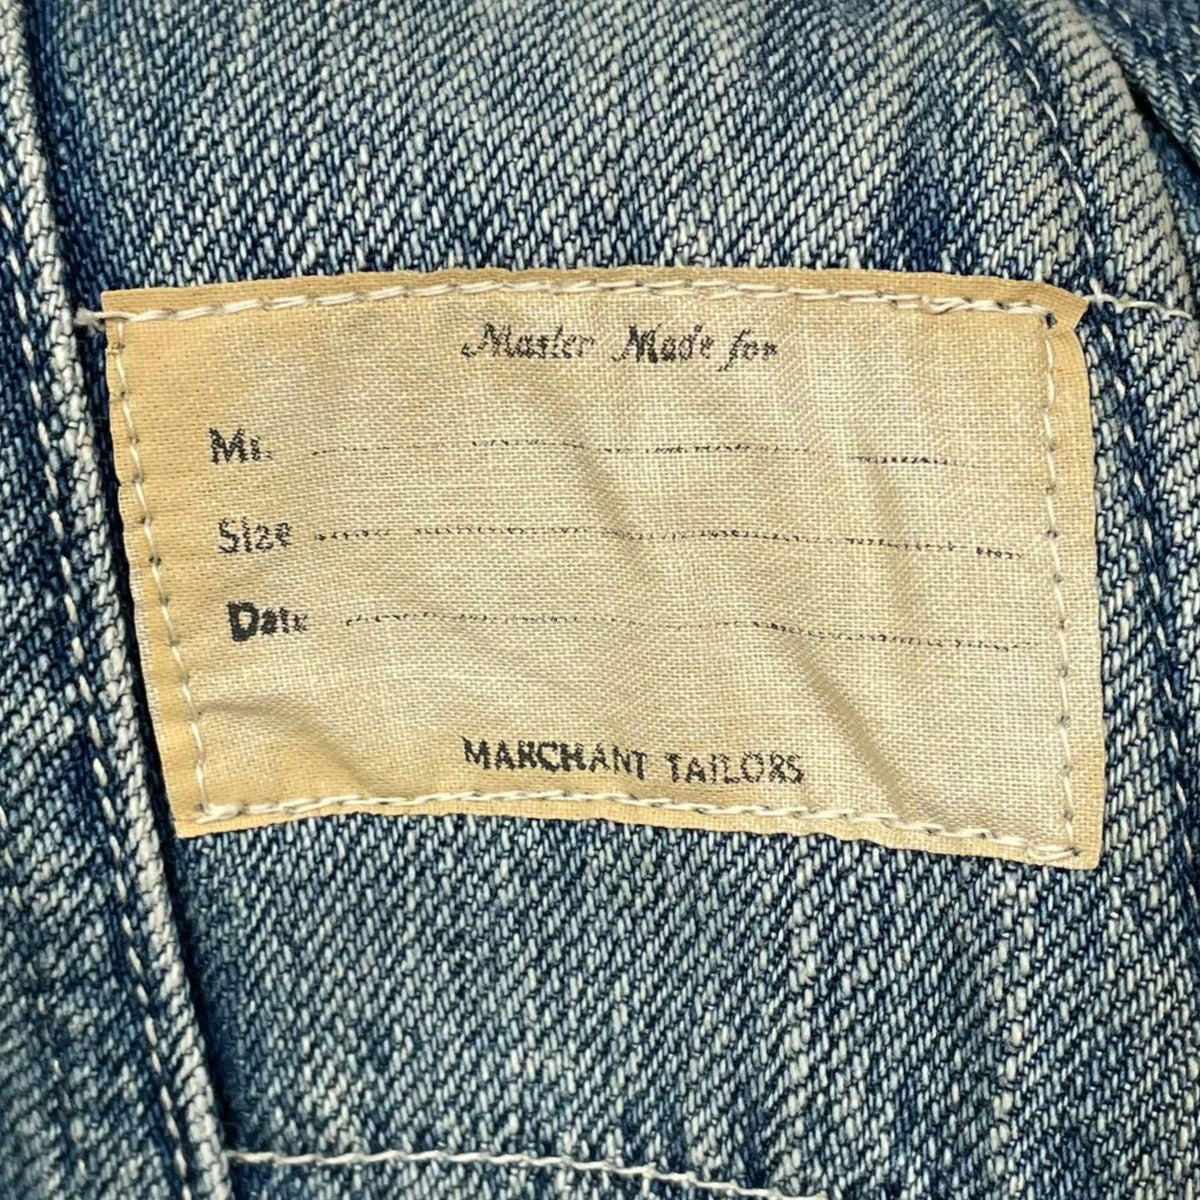 Master Made for
Mr.
Size
Date
MARCHANT TAILORS